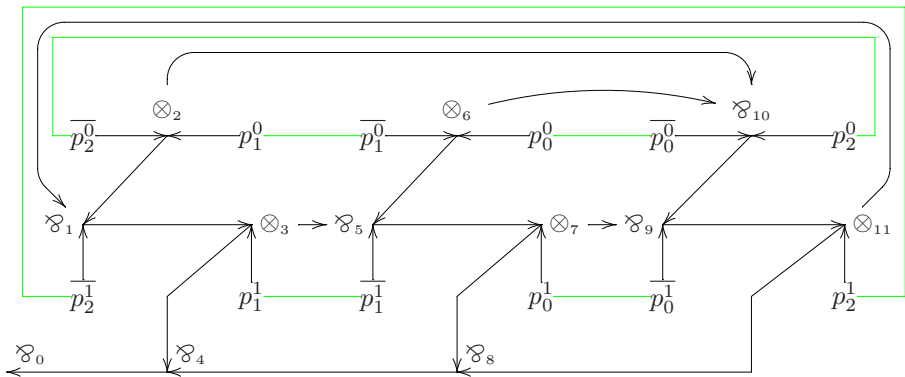 ⊗₂ ⊗₆ ⅋₁₀
p̅₂⁰ p₁⁰ p̅₁⁰ p₀⁰ p̅₀⁰ p₂⁰
⅋₁ ⊗₃ ⅋₅ ⊗₇ ⅋₉ ⊗₁₁
p̅₂¹ p₁¹ p̅₁¹ p₀¹ p̅₀¹ p₂¹
⅋₀ ⅋₄ ⅋₈